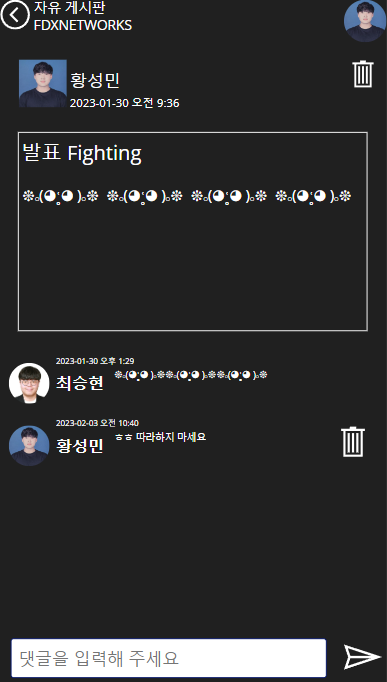 자유 게시판
FDXNETWORKS
황성민
2023-01-30 오전 9:36
발표 Fighting
❊｡(◕‵͓◕ )｡❊ ❊｡(◕‵͓◕ )｡❊ ❊｡(◕‵͓◕ )｡❊ ❊｡(◕‵͓◕ )｡❊
2023-01-30 오후 1:29
최승현 ❊｡(◕‵͓◕ )｡❊❊｡(◕‵͓◕ )｡❊❊｡(◕‵͓◕ )｡❊
2023-02-03 오전 10:40
황성민 ㅎㅎ 따라하지 마세요
댓글을 입력해 주세요